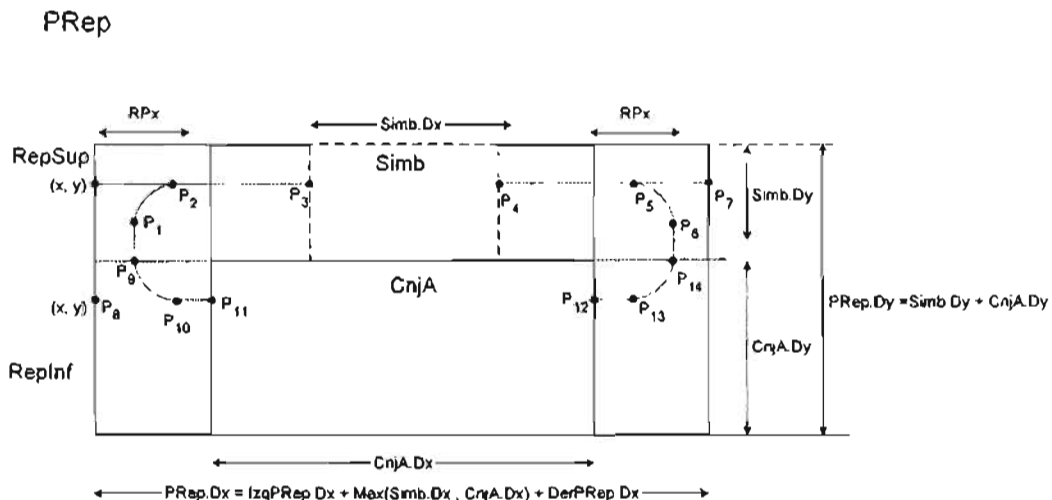 PRep
RPx
Simb.Dx
RPx
RepSup
Simb
(x, y)
P2
P3
P4
P5
P7
Simb.Dy
P1
P6
P9
CnjA
P14
(x, y)
P8
P10
P11
P12
P13
PRep.Dy = Simb.Dy + CnjA.Dy
CnjA.Dy
RepInf
CnjA.Dx
PRep.Dx = IzqPRep.Dx + Max(Simb.Dx , CnjA.Dx) + DerPRep.Dx